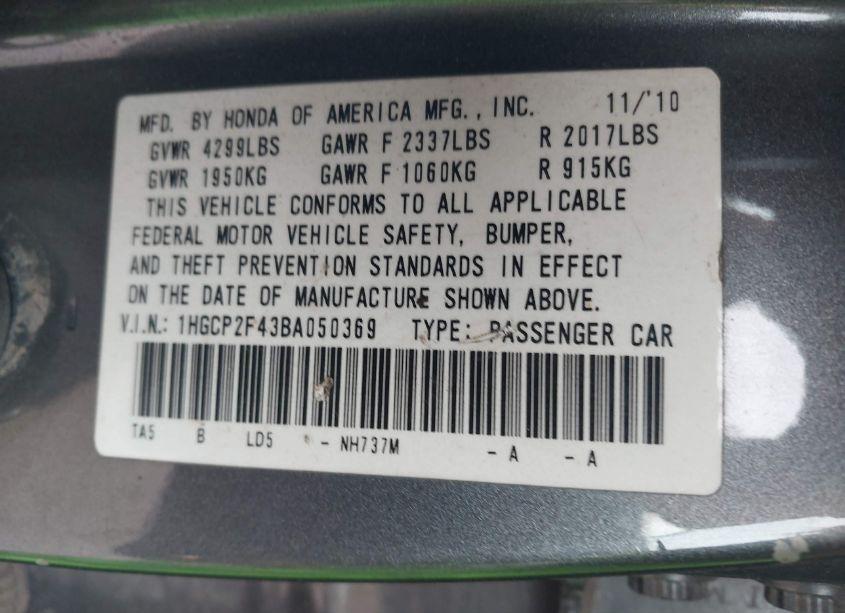 MFD. BY HONDA OF AMERICA MFG., INC. 11/'10
GVWR 4299LBS GAWR F 2337LBS R 2017LBS
GVWR 1950KG GAWR F 1060KG R 915KG
THIS VEHICLE CONFORMS TO ALL APPLICABLE
FEDERAL MOTOR VEHICLE SAFETY, BUMPER,
AND THEFT PREVENTION STANDARDS IN EFFECT
ON THE DATE OF MANUFACTURE SHOWN ABOVE.
V.I.N.: 1HGCP2F43BA050369 TYPE: PASSENGER CAR
TA5 B LD5 - NH737M - A - A